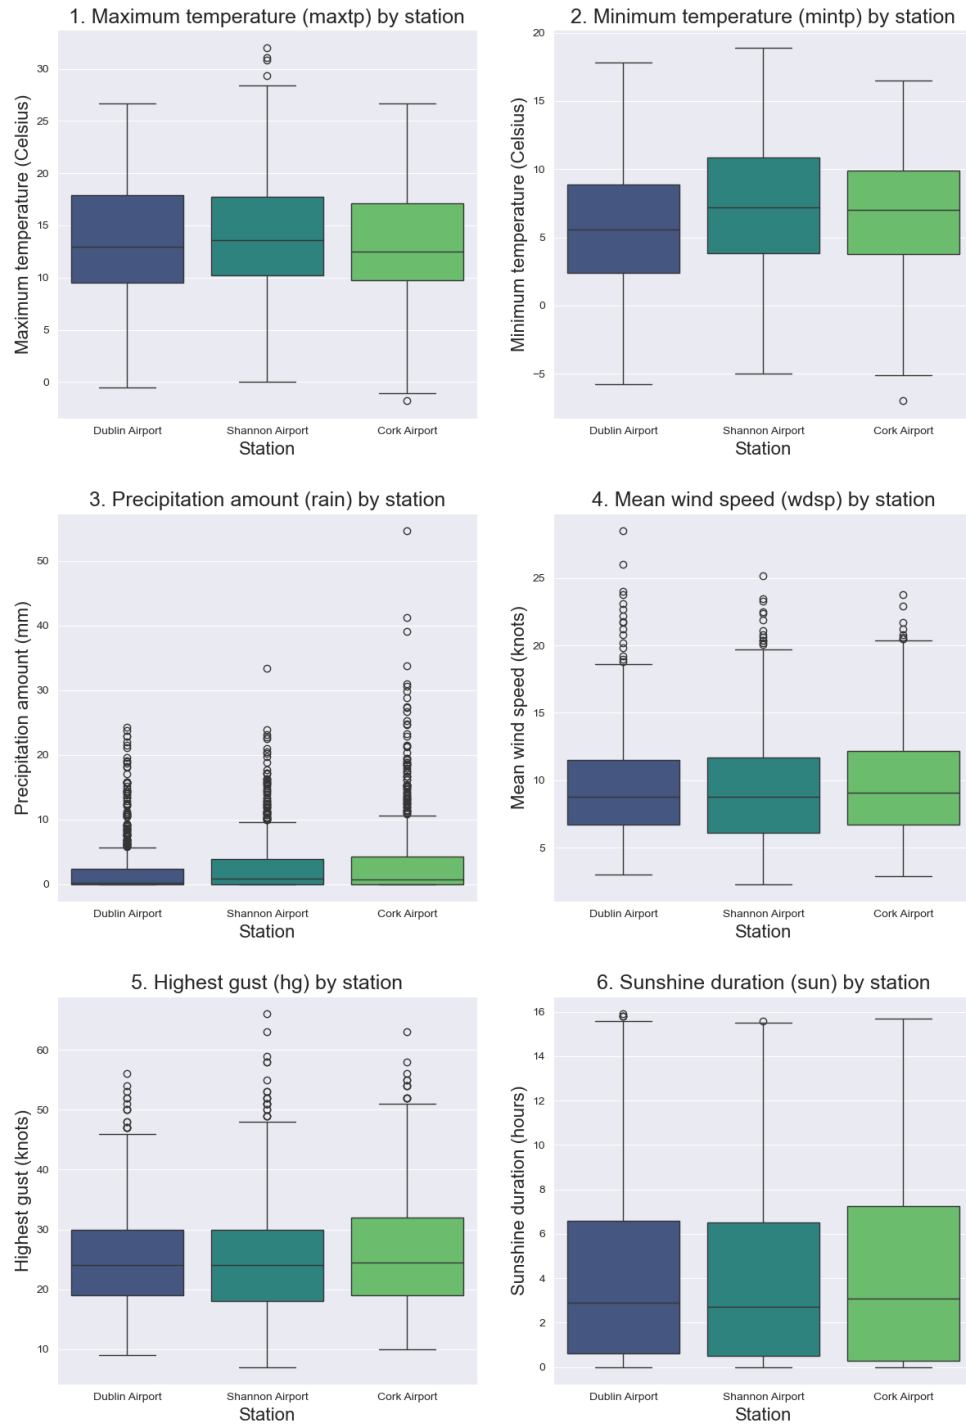 1. Maximum temperature (maxtp) by station
Maximum temperature (Celsius)
30
25
20
15
10
5
0
Dublin Airport
Shannon Airport
Cork Airport
Station
2. Minimum temperature (mintp) by station
Minimum temperature (Celsius)
20
15
10
5
0
−5
Dublin Airport
Shannon Airport
Cork Airport
Station
3. Precipitation amount (rain) by station
Precipitation amount (mm)
50
40
30
20
10
0
Dublin Airport
Shannon Airport
Cork Airport
Station
4. Mean wind speed (wdsp) by station
Mean wind speed (knots)
25
20
15
10
5
Dublin Airport
Shannon Airport
Cork Airport
Station
5. Highest gust (hg) by station
Highest gust (knots)
60
50
40
30
20
10
Dublin Airport
Shannon Airport
Cork Airport
Station
6. Sunshine duration (sun) by station
Sunshine duration (hours)
16
14
12
10
8
6
4
2
0
Dublin Airport
Shannon Airport
Cork Airport
Station